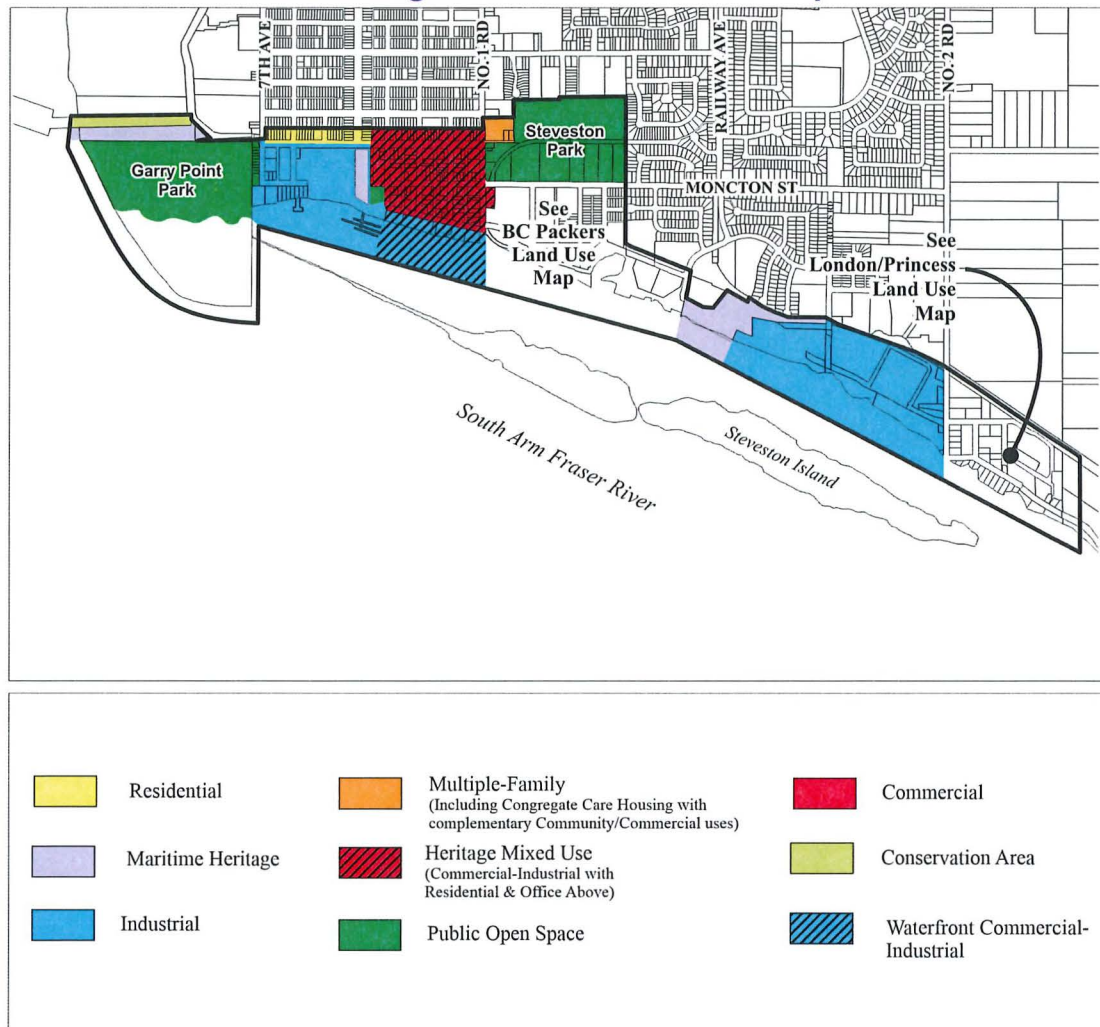 7TH AVE
NO. 1 RD
RAILWAY AVE
NO. 2 RD
Garry Point
Park
Steveston
Park
MONCTON ST
See
BC Packers
Land Use
Map
See
London/Princess
Land Use
Map
South Arm Fraser River
Steveston Island
Residential
Maritime Heritage
Industrial
Multiple-Family
(Including Congregate Care Housing with
complementary Community/Commercial uses)
Heritage Mixed Use
(Commercial-Industrial with
Residential & Office Above)
Public Open Space
Commercial
Conservation Area
Waterfront Commercial-
Industrial